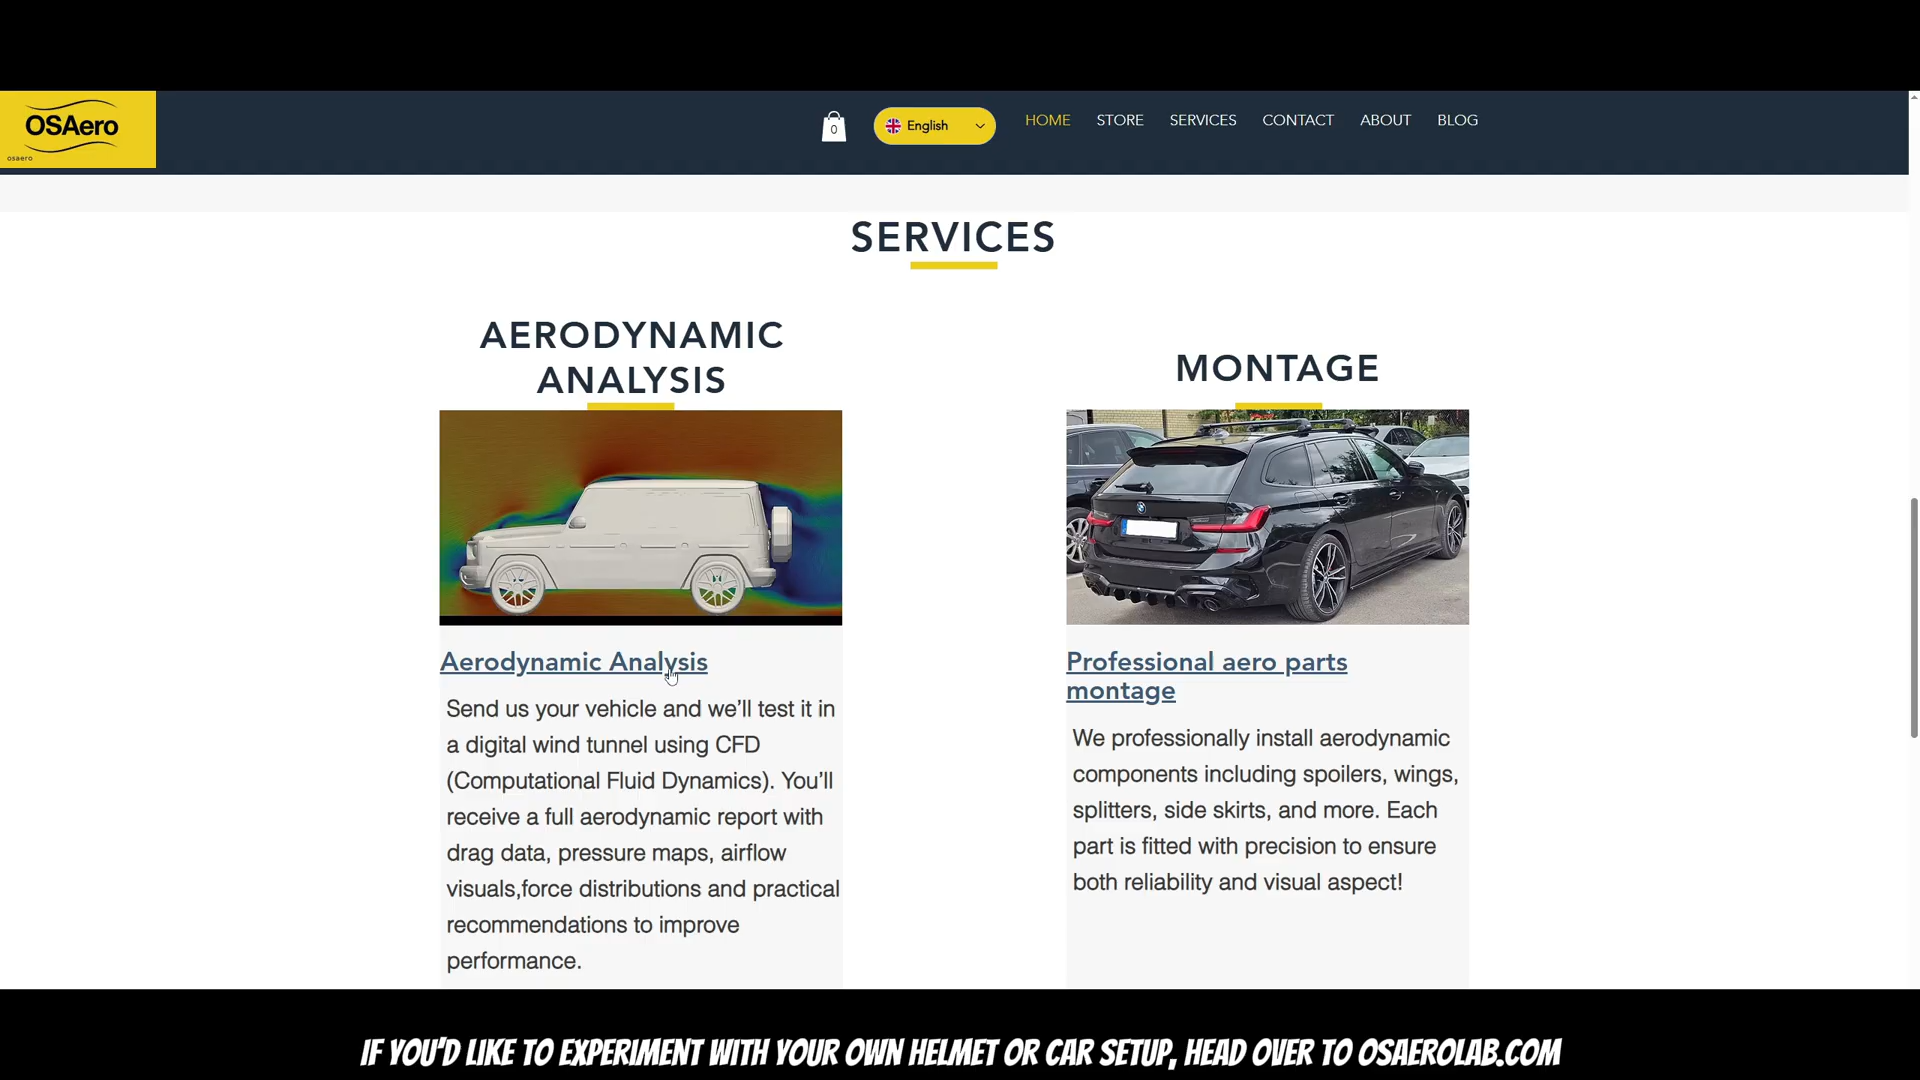 OSAero
osaero
0
English
HOME
STORE
SERVICES
CONTACT
ABOUT
BLOG
SERVICES
AERODYNAMIC
ANALYSIS
Aerodynamic Analysis
Send us your vehicle and we’ll test it in
a digital wind tunnel using CFD
(Computational Fluid Dynamics). You’ll
receive a full aerodynamic report with
drag data, pressure maps, airflow
visuals,force distributions and practical
recommendations to improve
performance.
MONTAGE
Professional aero parts
montage
We professionally install aerodynamic
components including spoilers, wings,
splitters, side skirts, and more. Each
part is fitted with precision to ensure
both reliability and visual aspect!
IF YOU'D LIKE TO EXPERIMENT WITH YOUR OWN HELMET OR CAR SETUP, HEAD OVER TO OSAEROLAB.COM